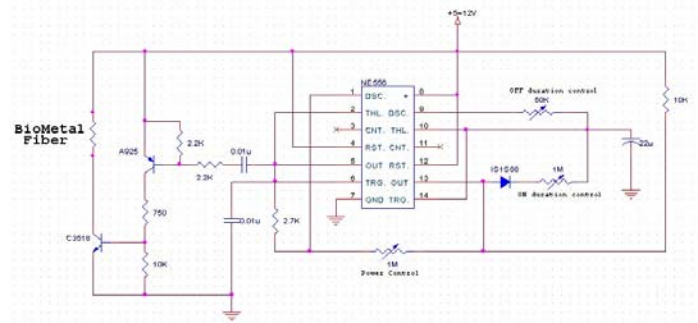 +5=12V
NE556
1 DSC. + 8
2 THL. DSC. 9
3 CNT. THL. 10
4 RST. CNT. 11
5 OUT RST. 12
6 TRG. OUT 13
7 GND TRG. 14
OFF duration control
50K
10K
22u
IS1588
1M
ON duration control
BioMetal
Fiber
A925
2.2K
2.2K
0.01u
750
0.01u
2.7K
C3518
10K
1M
Power Control